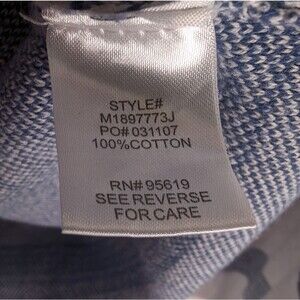 STYLE#
M1897773J
PO# 031107
100%COTTON
RN# 95619
SEE REVERSE
FOR CARE